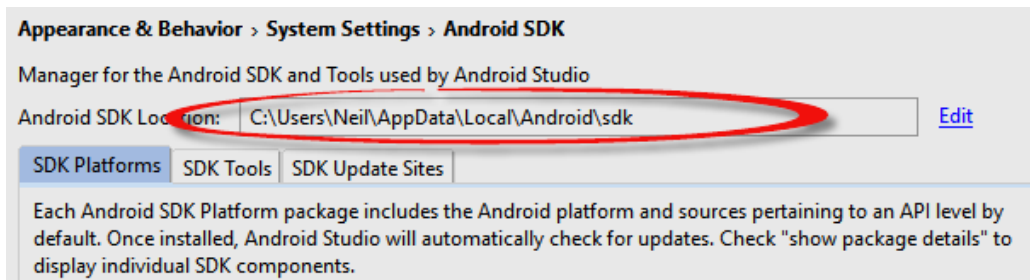 Appearance & Behavior › System Settings › Android SDK
Manager for the Android SDK and Tools used by Android Studio
Android SDK Location: C:\Users\Neil\AppData\Local\Android\sdk Edit
SDK Platforms SDK Tools SDK Update Sites
Each Android SDK Platform package includes the Android platform and sources pertaining to an API level by
default. Once installed, Android Studio will automatically check for updates. Check "show package details" to
display individual SDK components.